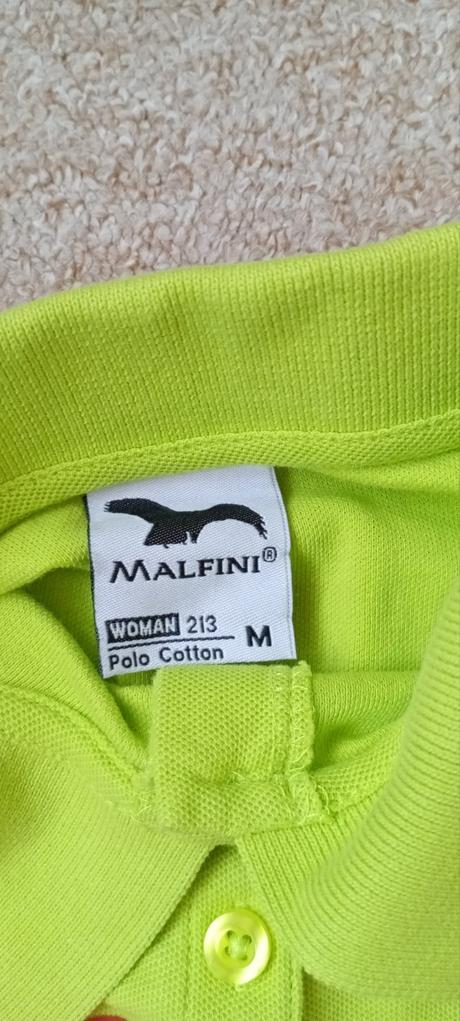 MALFINI®
WOMAN 213
M
Polo Cotton